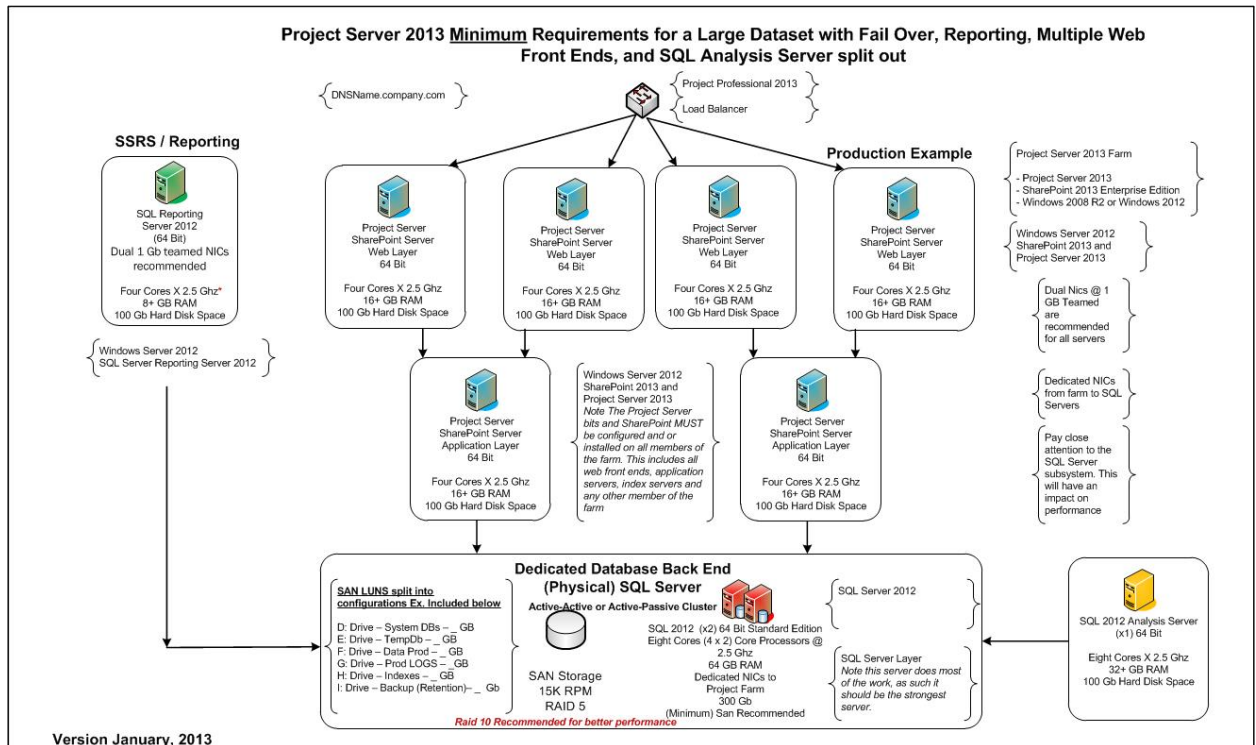 Project Server 2013 Minimum Requirements for a Large Dataset with Fail Over, Reporting, Multiple Web
Front Ends, and SQL Analysis Server split out
DNSName.company.com
Project Professional 2013
Load Balancer
SSRS / Reporting
SQL Reporting
Server 2012
(64 Bit)
Dual 1 Gb teamed NICs
recommended
Four Cores X 2.5 Ghz*
8+ GB RAM
100 Gb Hard Disk Space
Windows Server 2012
SQL Server Reporting Server 2012
Project Server
SharePoint Server
Web Layer
64 Bit
Four Cores X 2.5 Ghz
16+ GB RAM
100 Gb Hard Disk Space
Project Server
SharePoint Server
Web Layer
64 Bit
Four Cores X 2.5 Ghz
16+ GB RAM
100 Gb Hard Disk Space
Project Server
SharePoint Server
Web Layer
64 Bit
Four Cores X 2.5 Ghz
16+ GB RAM
100 Gb Hard Disk Space
Production Example
Project Server
SharePoint Server
Web Layer
64 Bit
Four Cores X 2.5 Ghz
16+ GB RAM
100 Gb Hard Disk Space
Project Server 2013 Farm
- Project Server 2013
- SharePoint 2013 Enterprise Edition
- Windows 2008 R2 or Windows 2012
Windows Server 2012
SharePoint 2013 and
Project Server 2013
Dual Nics @ 1
GB Teamed
are
recommended
for all servers
Dedicated NICs
from farm to SQL
Servers
Pay close
attention to the
SQL Server
subsystem. This
will have an
impact on
performance
Project Server
SharePoint Server
Application Layer
64 Bit
Four Cores X 2.5 Ghz
16+ GB RAM
100 Gb Hard Disk Space
Windows Server 2012
SharePoint 2013 and
Project Server 2013
Note The Project Server
bits and SharePoint MUST
be configured and or
installed on all members of
the farm. This includes all
web front ends, application
servers, index servers and
any other member of the
farm
Project Server
SharePoint Server
Application Layer
64 Bit
Four Cores X 2.5 Ghz
16+ GB RAM
100 Gb Hard Disk Space
Dedicated Database Back End
(Physical) SQL Server
Active-Active or Active-Passive Cluster
SAN LUNS split into
configurations Ex. Included below
D: Drive – System DBs – _ GB
E: Drive – TempDb – _ GB
F: Drive – Data Prod – _ GB
G: Drive – Prod LOGS – _GB
H: Drive – Indexes – _ GB
I: Drive – Backup (Retention)– _ Gb
SAN Storage
15K RPM
RAID 5
Raid 10 Recommended for better performance
SQL 2012 (x2) 64 Bit Standard Edition
Eight Cores (4 x 2) Core Processors @
2.5 Ghz
64 GB RAM
Dedicated NICs to
Project Farm
300 Gb
(Minimum) San Recommended
SQL Server 2012
SQL Server Layer
Note this server does most
of the work, as such it
should be the strongest
server.
SQL 2012 Analysis Server
(x1) 64 Bit
Eight Cores X 2.5 Ghz
32+ GB RAM
100 Gb Hard Disk Space
Version January, 2013